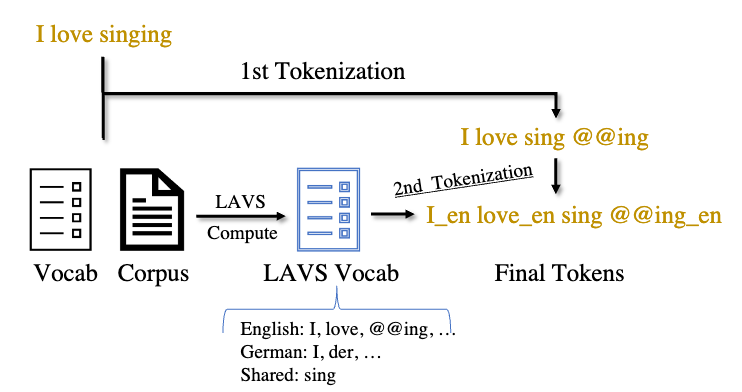 I love singing
1st Tokenization
I love sing @@ing
2nd Tokenization
LAVS
Compute
I_en love_en sing @@ing_en
Vocab
Corpus
LAVS Vocab
Final Tokens
English: I, love, @@ing, ...
German: I, der, ...
Shared: sing